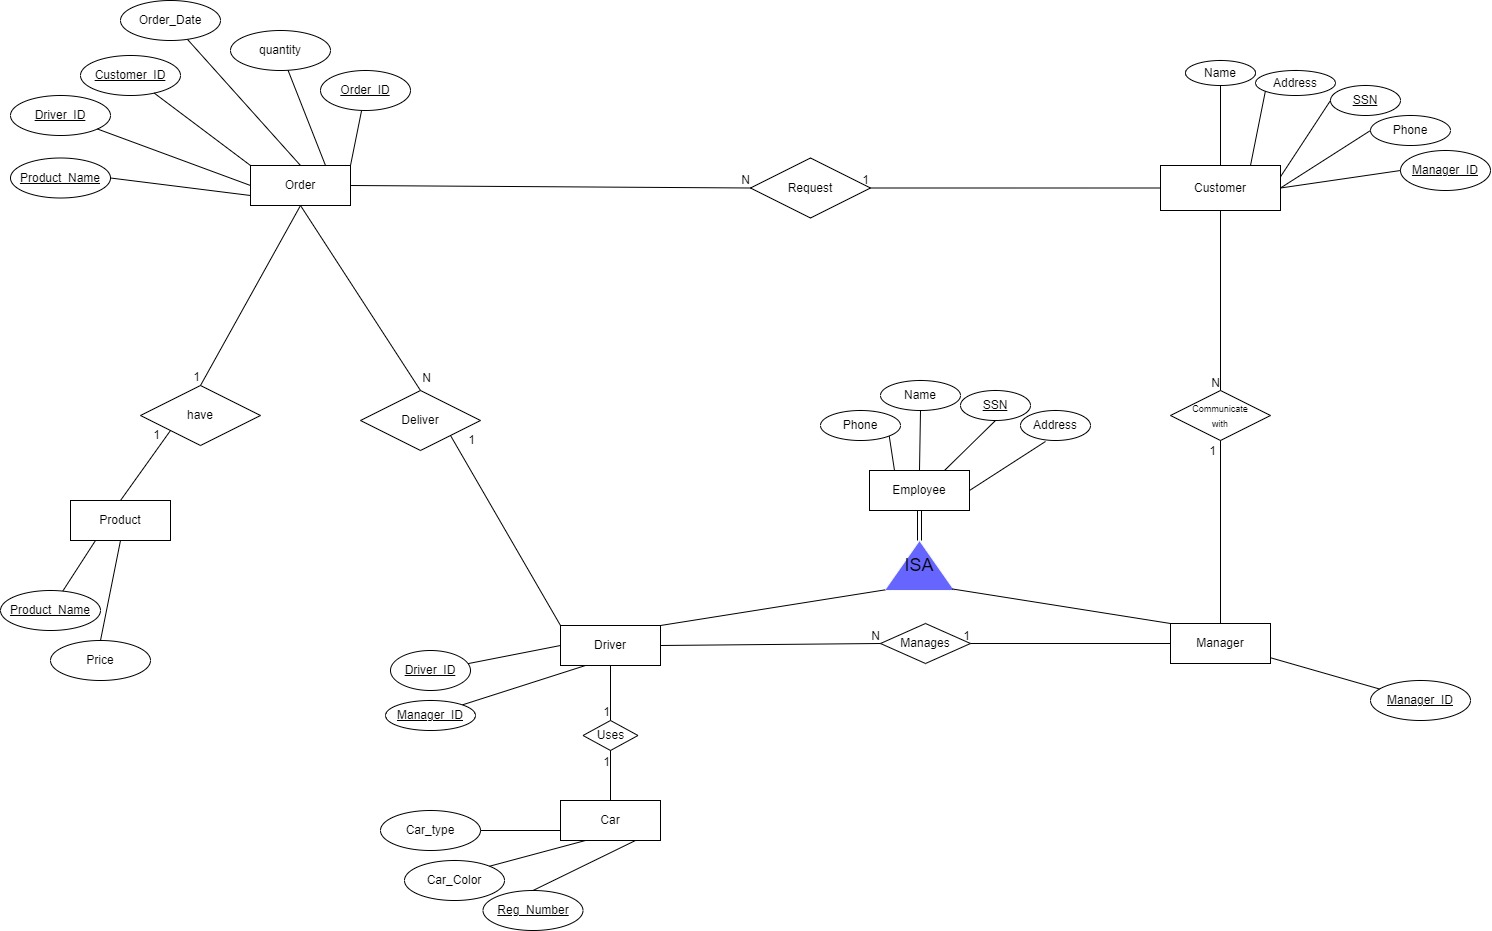 Order_Date
quantity
Customer_ID
Order_ID
Driver_ID
Product_Name
Order
N
Request
1
Name
Address
SSN
Phone
Manager_ID
Customer
1
have
1
N
Deliver
1
Product
Product_Name
Price
Phone
Name
SSN
Address
Employee
ISA
N
Communicate
with
1
Driver
N
Manages
1
Manager
Driver_ID
Manager_ID
Manager_ID
1
Uses
1
Car
Car_type
Car_Color
Reg_Number